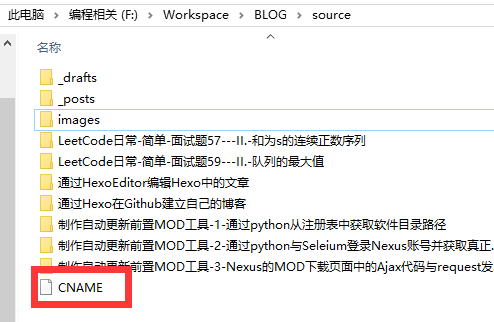 此电脑 › 编程相关 (F:) › Workspace › BLOG › source
名称
_drafts
_posts
images
LeetCode日常-简单-面试题57---II.-和为s的连续正数序列
LeetCode日常-简单-面试题59---II.-队列的最大值
通过HexoEditor编辑Hexo中的文章
通过Hexo在Github建立自己的博客
制作自动更新前置MOD工具-1-通过python从注册表中获取软件目录路径
制作自动更新前置MOD工具-2-通过python与Seleium登录Nexus账号并获取真正...
制作自动更新前置MOD工具-3-Nexus的MOD下载页面中的Ajax代码与request发
CNAME